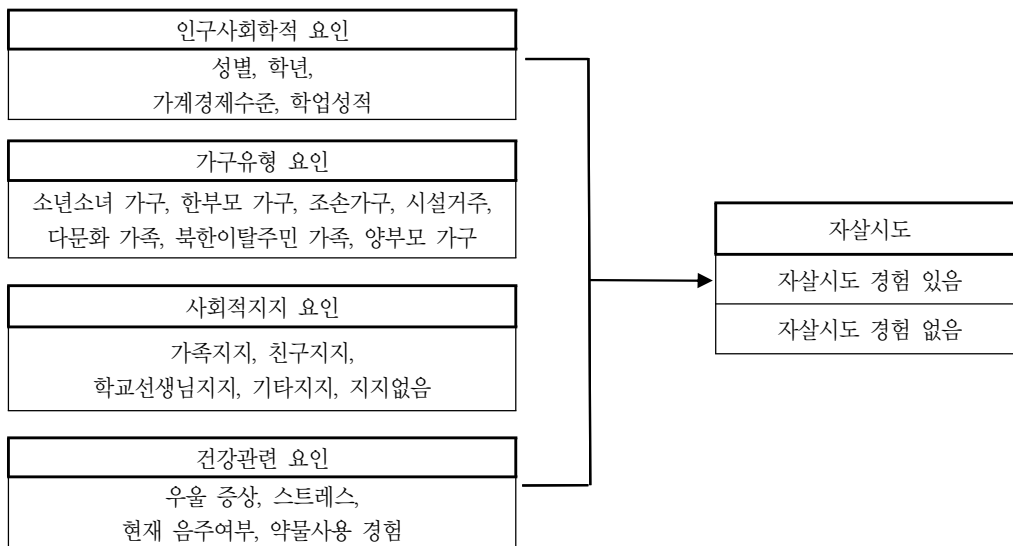 인구사회학적 요인
성별, 학년,
가계경제수준, 학업성적
가구유형 요인
소년소녀 가구, 한부모 가구, 조손가구, 시설거주,
다문화 가족, 북한이탈주민 가족, 양부모 가구
사회적지지 요인
가족지지, 친구지지,
학교선생님지지, 기타지지, 지지없음
건강관련 요인
우울 증상, 스트레스,
현재 음주여부, 약물사용 경험
자살시도
자살시도 경험 있음
자살시도 경험 없음